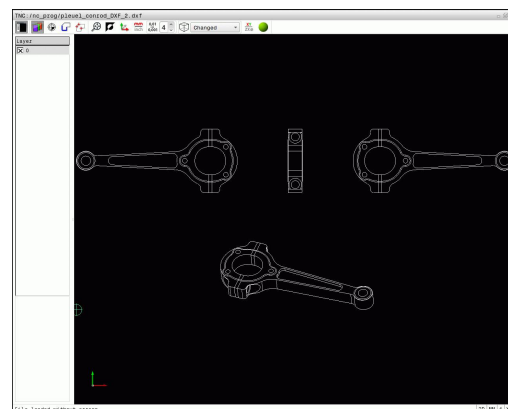 TNC:/nc_prog/pleuel_conrod_DXF_2.dxf
4 Changed
Layer
0
File loaded without errors